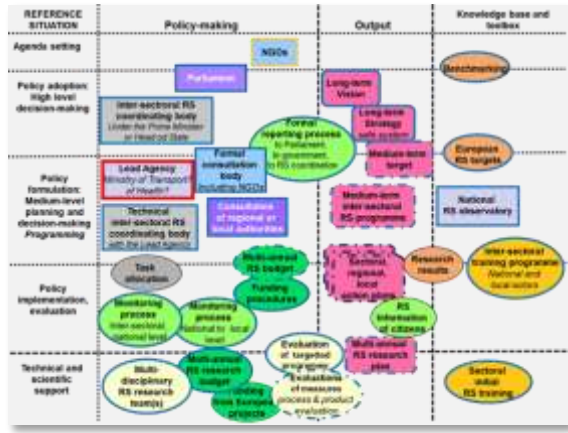 REFERENCE
SITUATION
Policy-making
Output
Knowledge base and
toolbox
Agenda setting
NGOs
Benchmarking
Policy adoption:
High level
decision-making
Parliament
Long-term
Vision
Inter-sectoral RS
coordinating body
Under the Prime Minister
or Head of State
Long-term
Strategy
safe system
Formal
reporting process
to Parliament,
in government,
to RS coordination
Medium-term
target
European
RS targets
Policy
formulation:
Medium-level
planning and
decision-making
Programming
Lead Agency
Ministry of Transport?
of Health?
Formal
consultation
body
including NGOs
Technical
inter-sectoral RS
coordinating body
with the Lead Agency
Consultation
of regional or
local authorities
Medium-term
inter-sectoral
RS programme
National
RS observatory
Policy
implementation,
evaluation
Task
allocation
Multi-annual
RS budget
Funding
procedures
Sectoral,
regional,
local
action plans
Research
results
Inter-sectoral
training programme
National and
local actors
Monitoring
process
Inter-sectoral
national level
Monitoring
process
National to local
level
RS
information
of citizens
Technical and
scientific
support
Multi-
disciplinary
RS research
team(s)
Multi-annual
RS research
budget
Funding
from Europea
projects
Evaluation
of targeted
programme
Evaluations
of measures
process & product
evaluation
Multi-annual
RS research
plan
Sectoral
initial
RS training